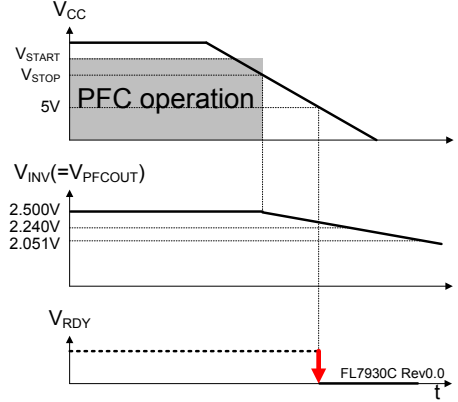 VCC
VSTART
VSTOP
PFC operation
5V
VINV(=VPFCOUT)
2.500V
2.240V
2.051V
VRDY
FL7930C Rev0.0
t